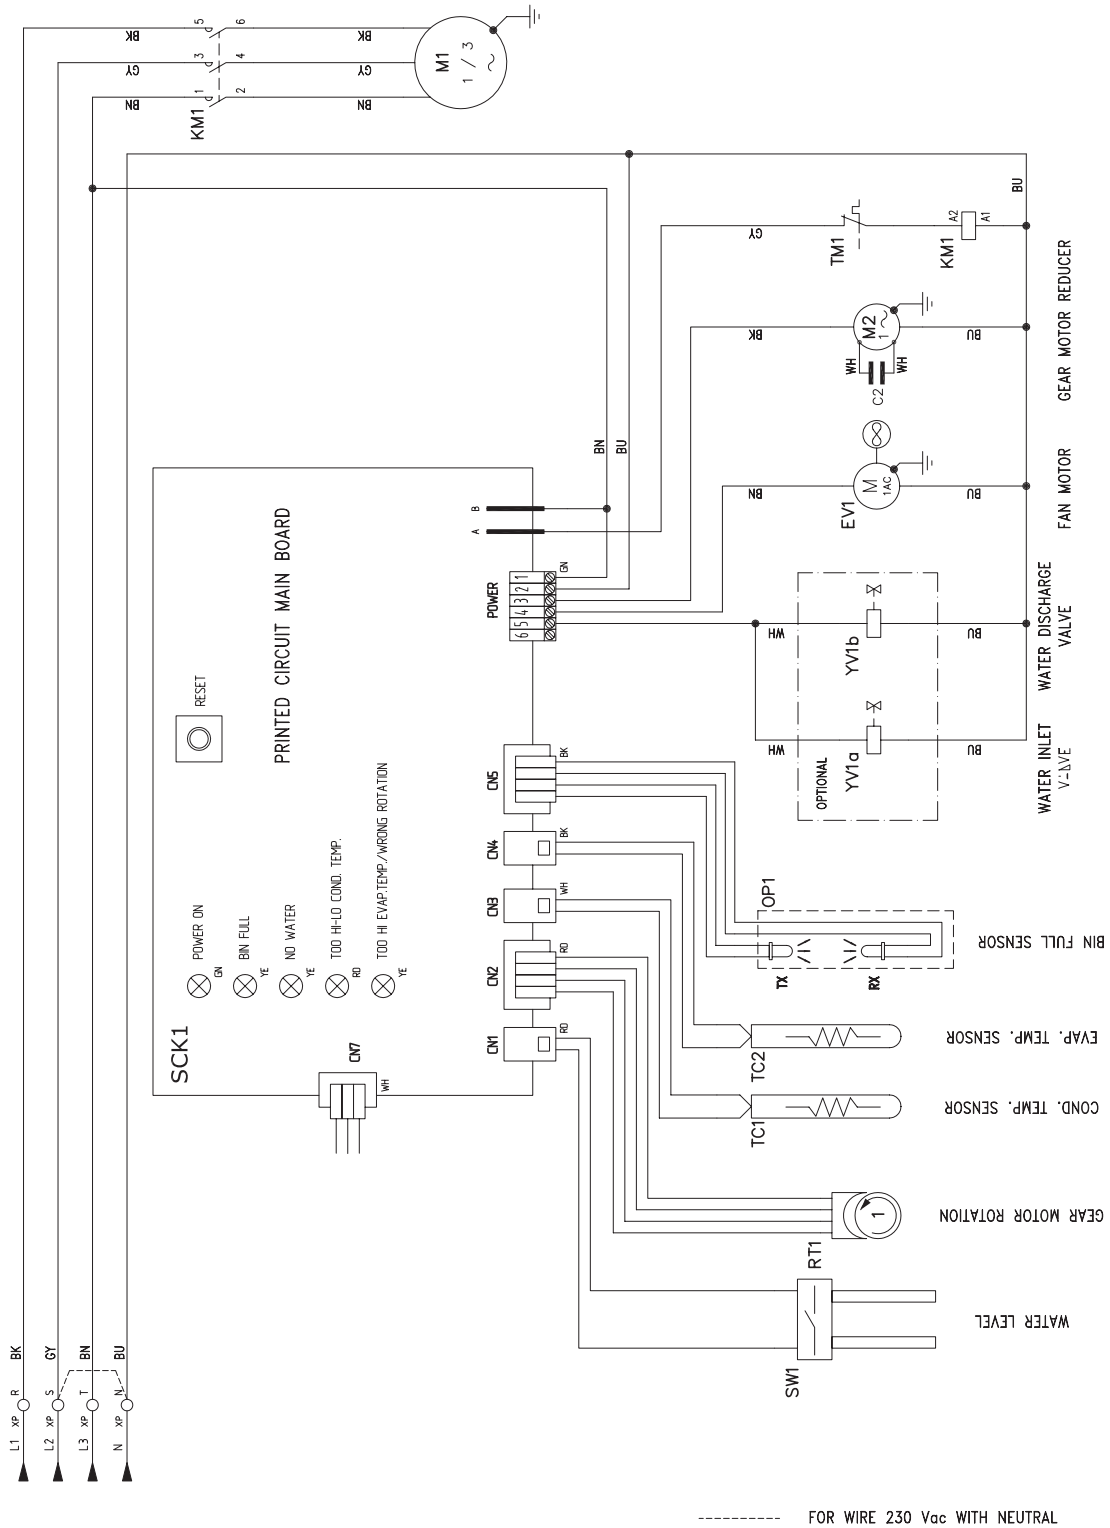 5
6
BK
BK
3
4
GY
GY
M1
1 / 3
1
2
BN
BN
KM1
BU
GY
TM1
A2
A1
KM1
GEAR MOTOR REDUCER
BK
M2
1
WH
WH
C2
BU
BN
BU
FAN MOTOR
BN
M
1AC
EV1
BU
PRINTED CIRCUIT MAIN BOARD
B
A
RESET
POWER
1
2
3
4
5
6
GN
WATER DISCHARGE
VALVE
WH
YV1b
BU
WATER INLET
VALVE
WH
OPTIONAL
YV1a
BU
CN5
BK
CN4
BK
CN3
WH
CN2
RD
CN1
RD
POWER ON
GN
BIN FULL
YE
NO WATER
YE
TOO HI-LO COND. TEMP.
RD
TOO HI EVAP.TEMP./WRONG ROTATION
YE
SCK1
CN7
WH
OP1
TX
RX
BIN FULL SENSOR
TC2
EVAP. TEMP. SENSOR
TC1
COND. TEMP. SENSOR
RT1
1
GEAR MOTOR ROTATION
SW1
WATER LEVEL
L1 XP R BK
L2 XP S GY
L3 XP T BN
N XP N BU
FOR WIRE 230 Vac WITH NEUTRAL